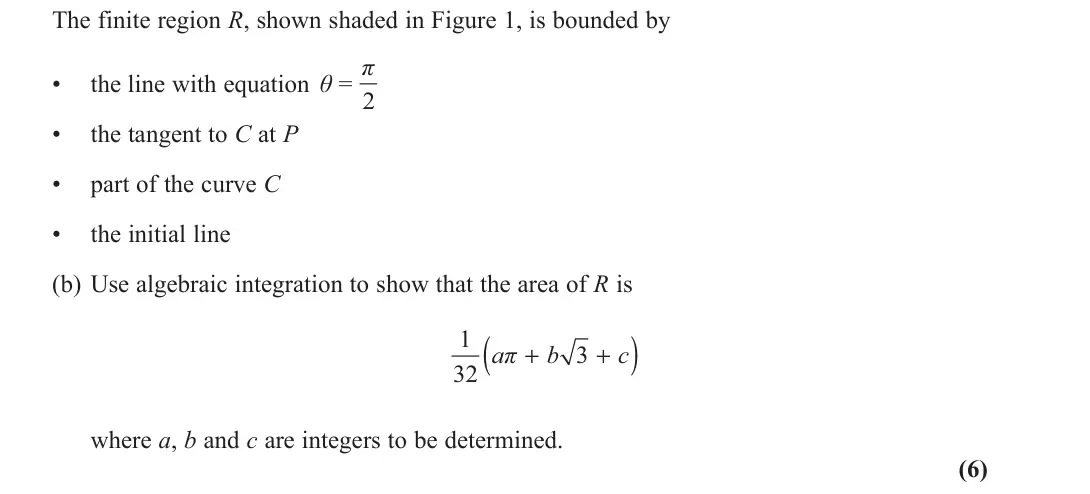 The finite region R, shown shaded in Figure 1, is bounded by
• the line with equation θ = π/2
• the tangent to C at P
• part of the curve C
• the initial line
(b) Use algebraic integration to show that the area of R is
1/32 (aπ + b√3 + c)
where a, b and c are integers to be determined.
(6)